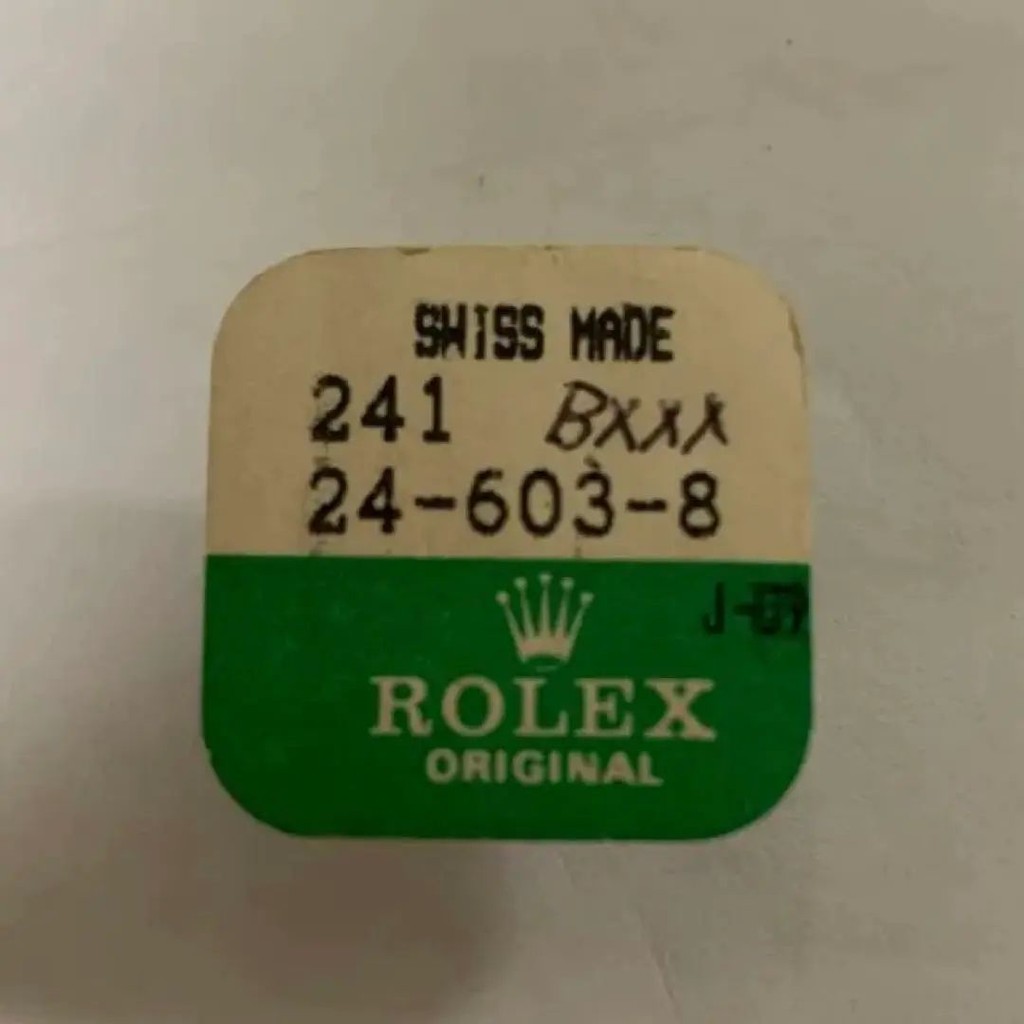 SWISS MADE
241 BXXX
24-603-8
ROLEX
ORIGINAL